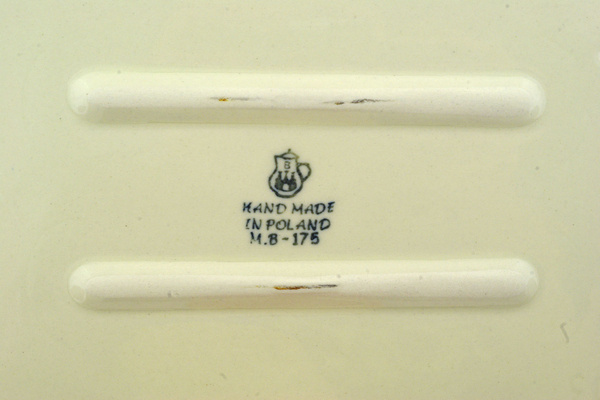 B
HAND MADE
IN POLAND
M.B-175